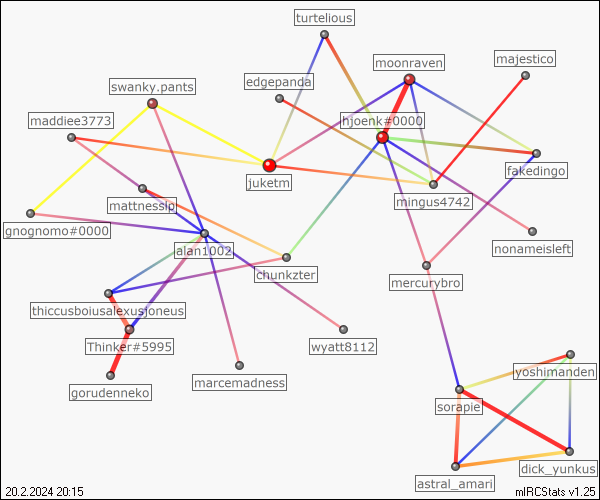 turtelious
moonraven
majestico
edgepanda
swanky.pants
hjoenk#0000
maddiee3773
fakedingo
juketm
mingus4742
mattnesslp
gnognomo#0000
nonameisleft
alan1002
chunkzter
mercurybro
thiccusboiusalexusjoneus
Thinker#5995
wyatt8112
yoshimanden
marcemadness
gorudenneko
sorapie
dick_yunkus
astral_amari
20.2.2024 20:15
mIRCStats v1.25